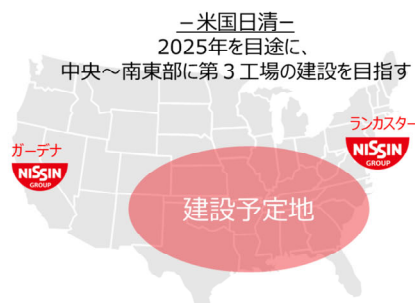 －米国日清－
2025年を目途に、
中央～南東部に第３工場の建設を目指す
ランカスター
NISSIN
GROUP
ガーデナ
NISSIN
GROUP
建設予定地